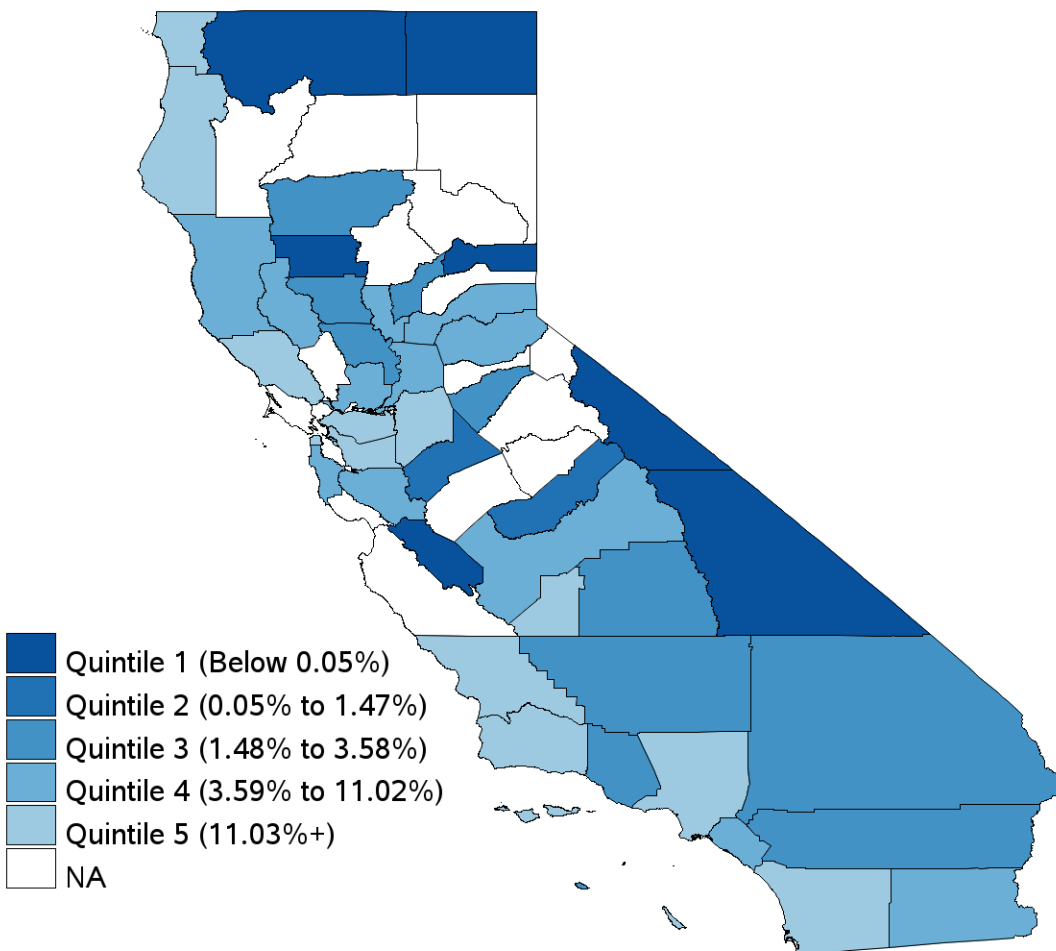 Quintile 1 (Below 0.05%)
Quintile 2 (0.05% to 1.47%)
Quintile 3 (1.48% to 3.58%)
Quintile 4 (3.59% to 11.02%)
Quintile 5 (11.03%+)
NA